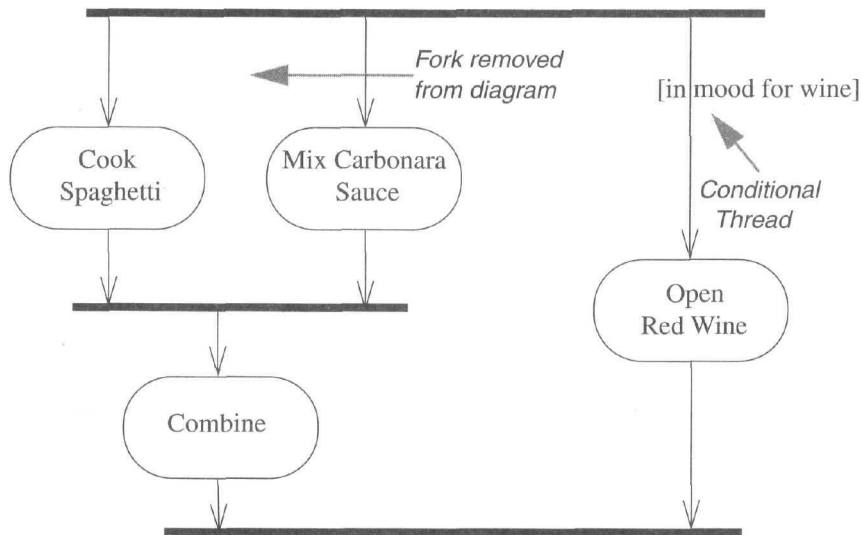 Fork removed
from diagram
[in mood for wine]
Cook
Spaghetti
Mix Carbonara
Sauce
Conditional
Thread
Open
Red Wine
Combine